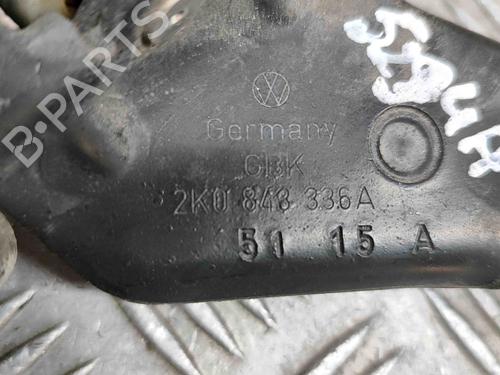 Germany
GBK
2K0 843 336A
51 15 A
B-PARTS